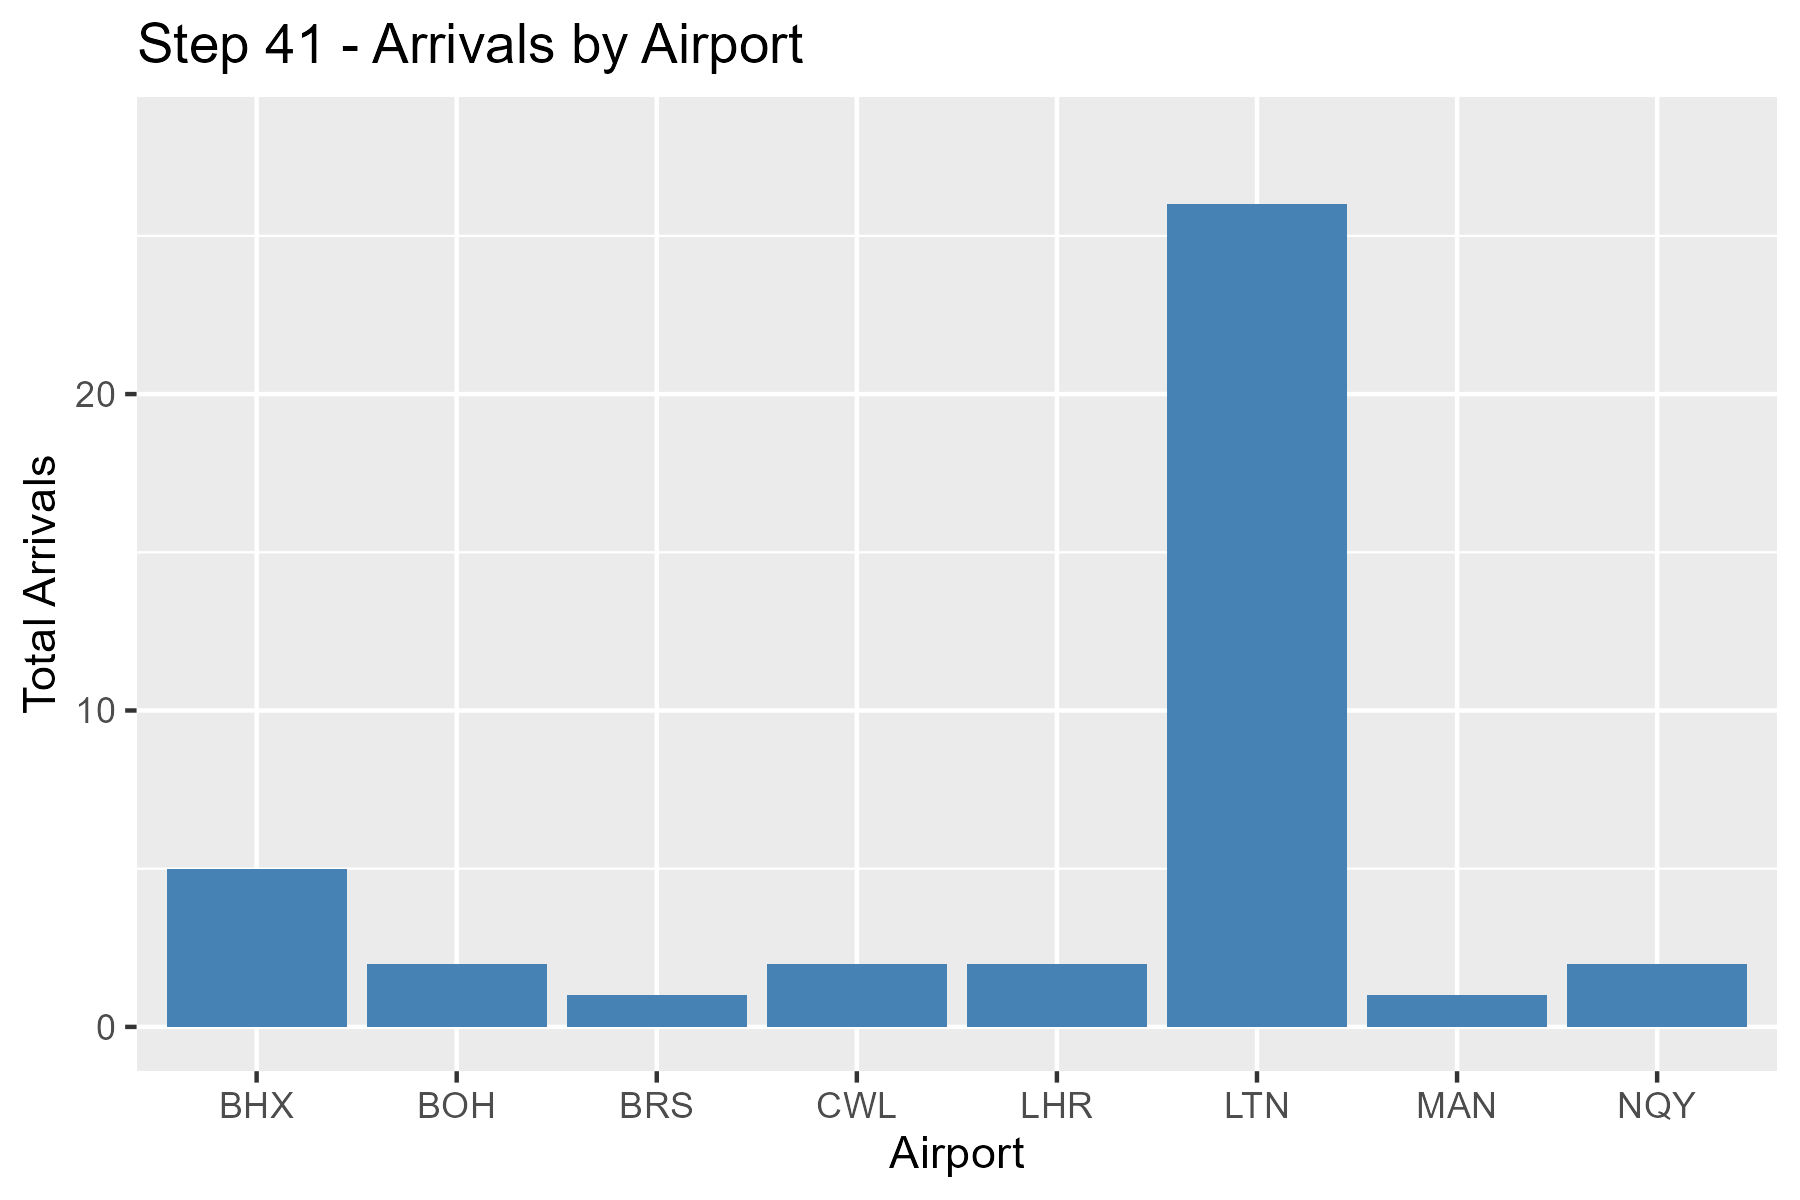 Step 41 - Arrivals by Airport
Total Arrivals
20
10
0
BHX BOH BRS CWL LHR LTN MAN NQY
Airport